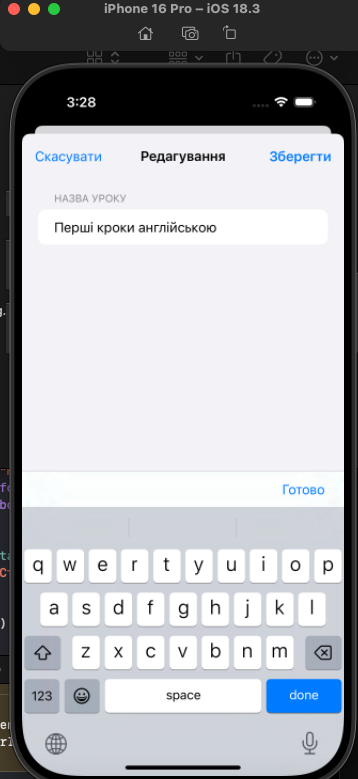 iPhone 16 Pro – iOS 18.3
3:28
Скасувати Редагування Зберегти
НАЗВА УРОКУ
Перші кроки англійською
Готово
q w e r t y u i o p
a s d f g h j k l
z x c v b n m
123 space done